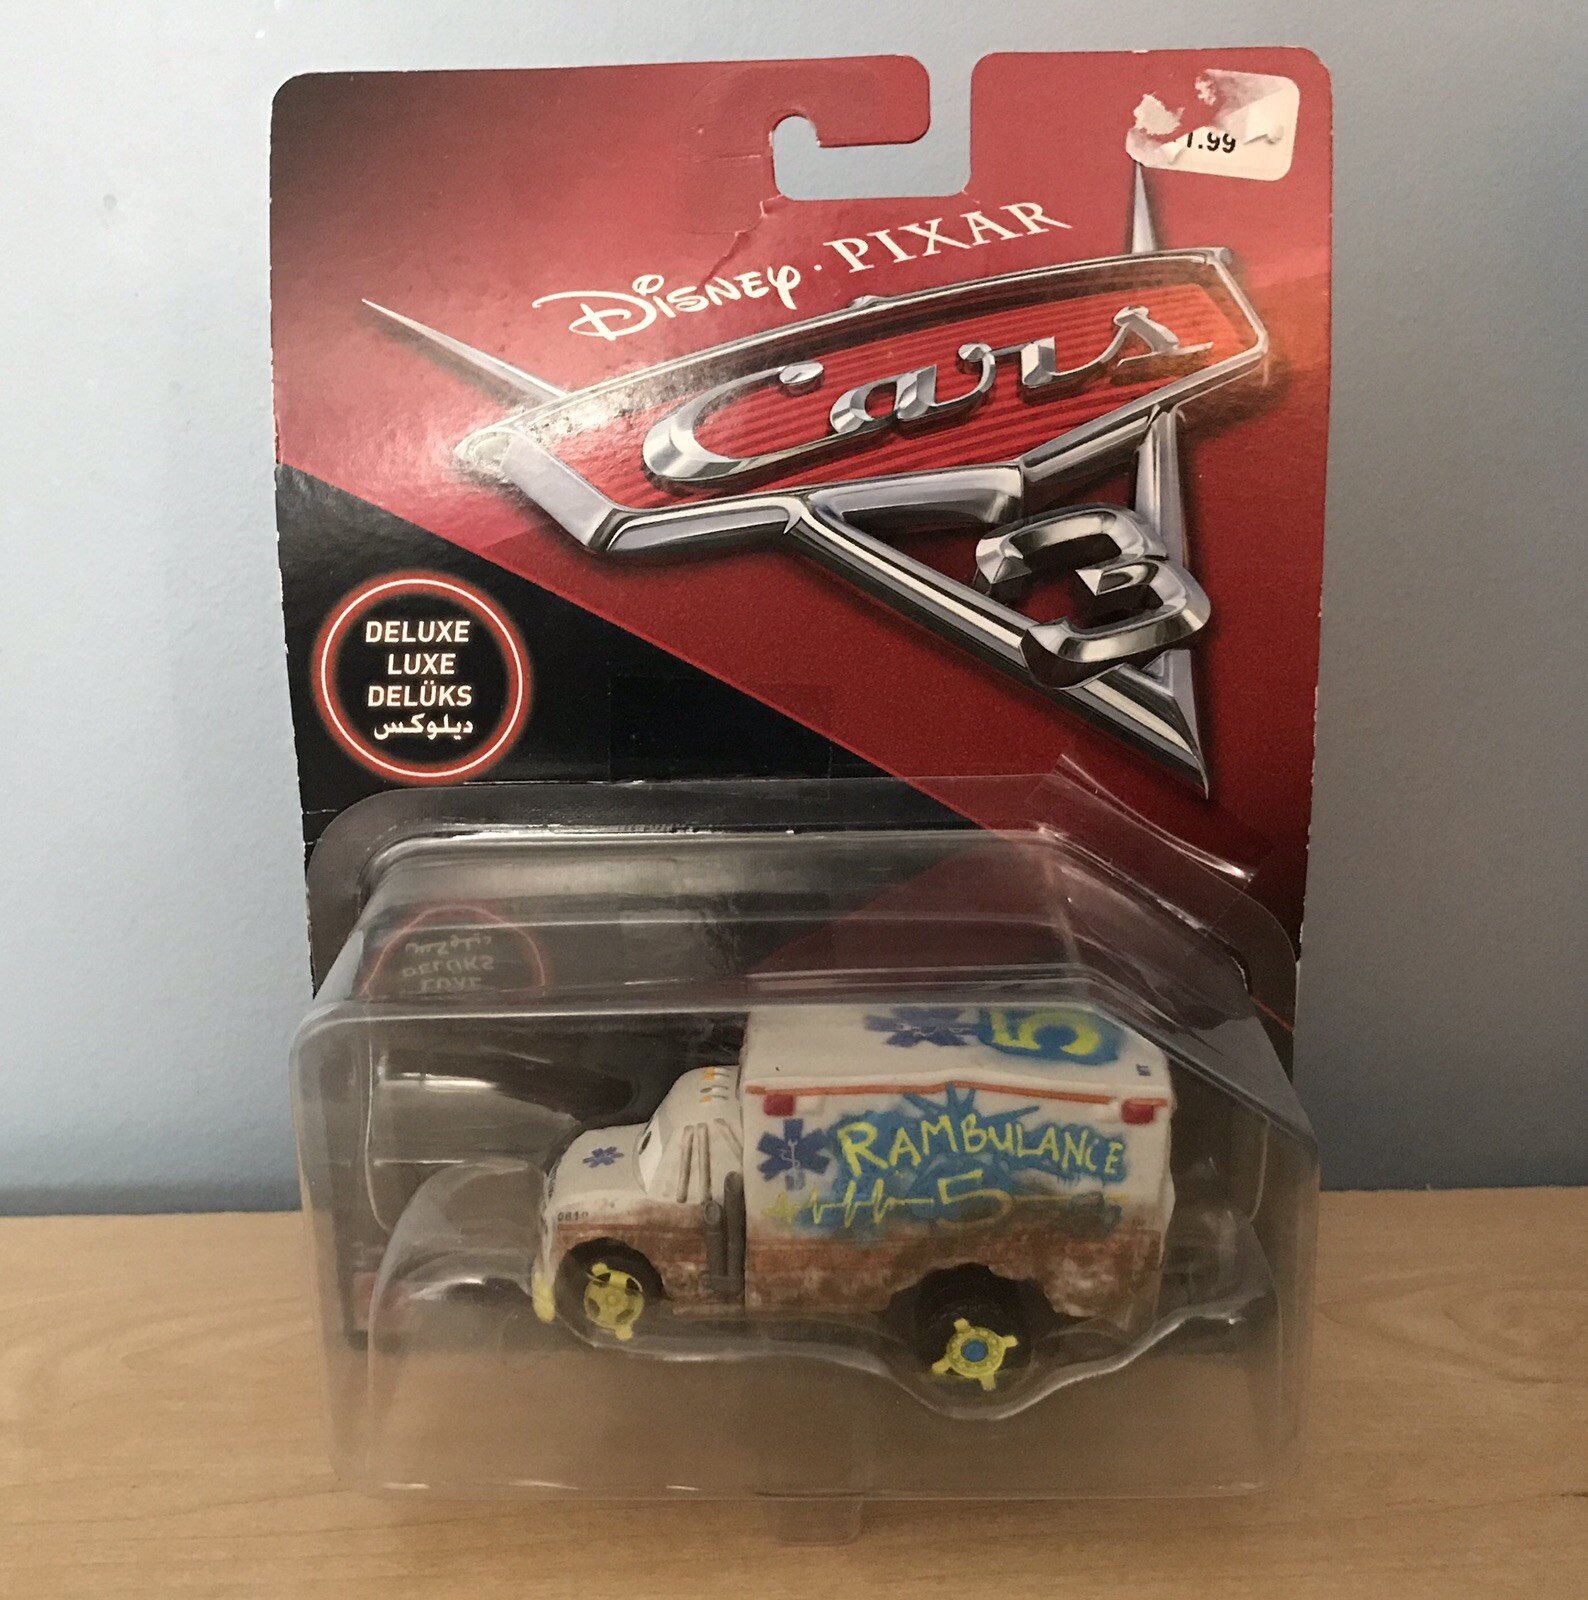 1.99
DISNEY · PIXAR
Cars
3
DELUXE
LUXE
DELÜKS
ديلوكس
5
RAMBULANCE
5